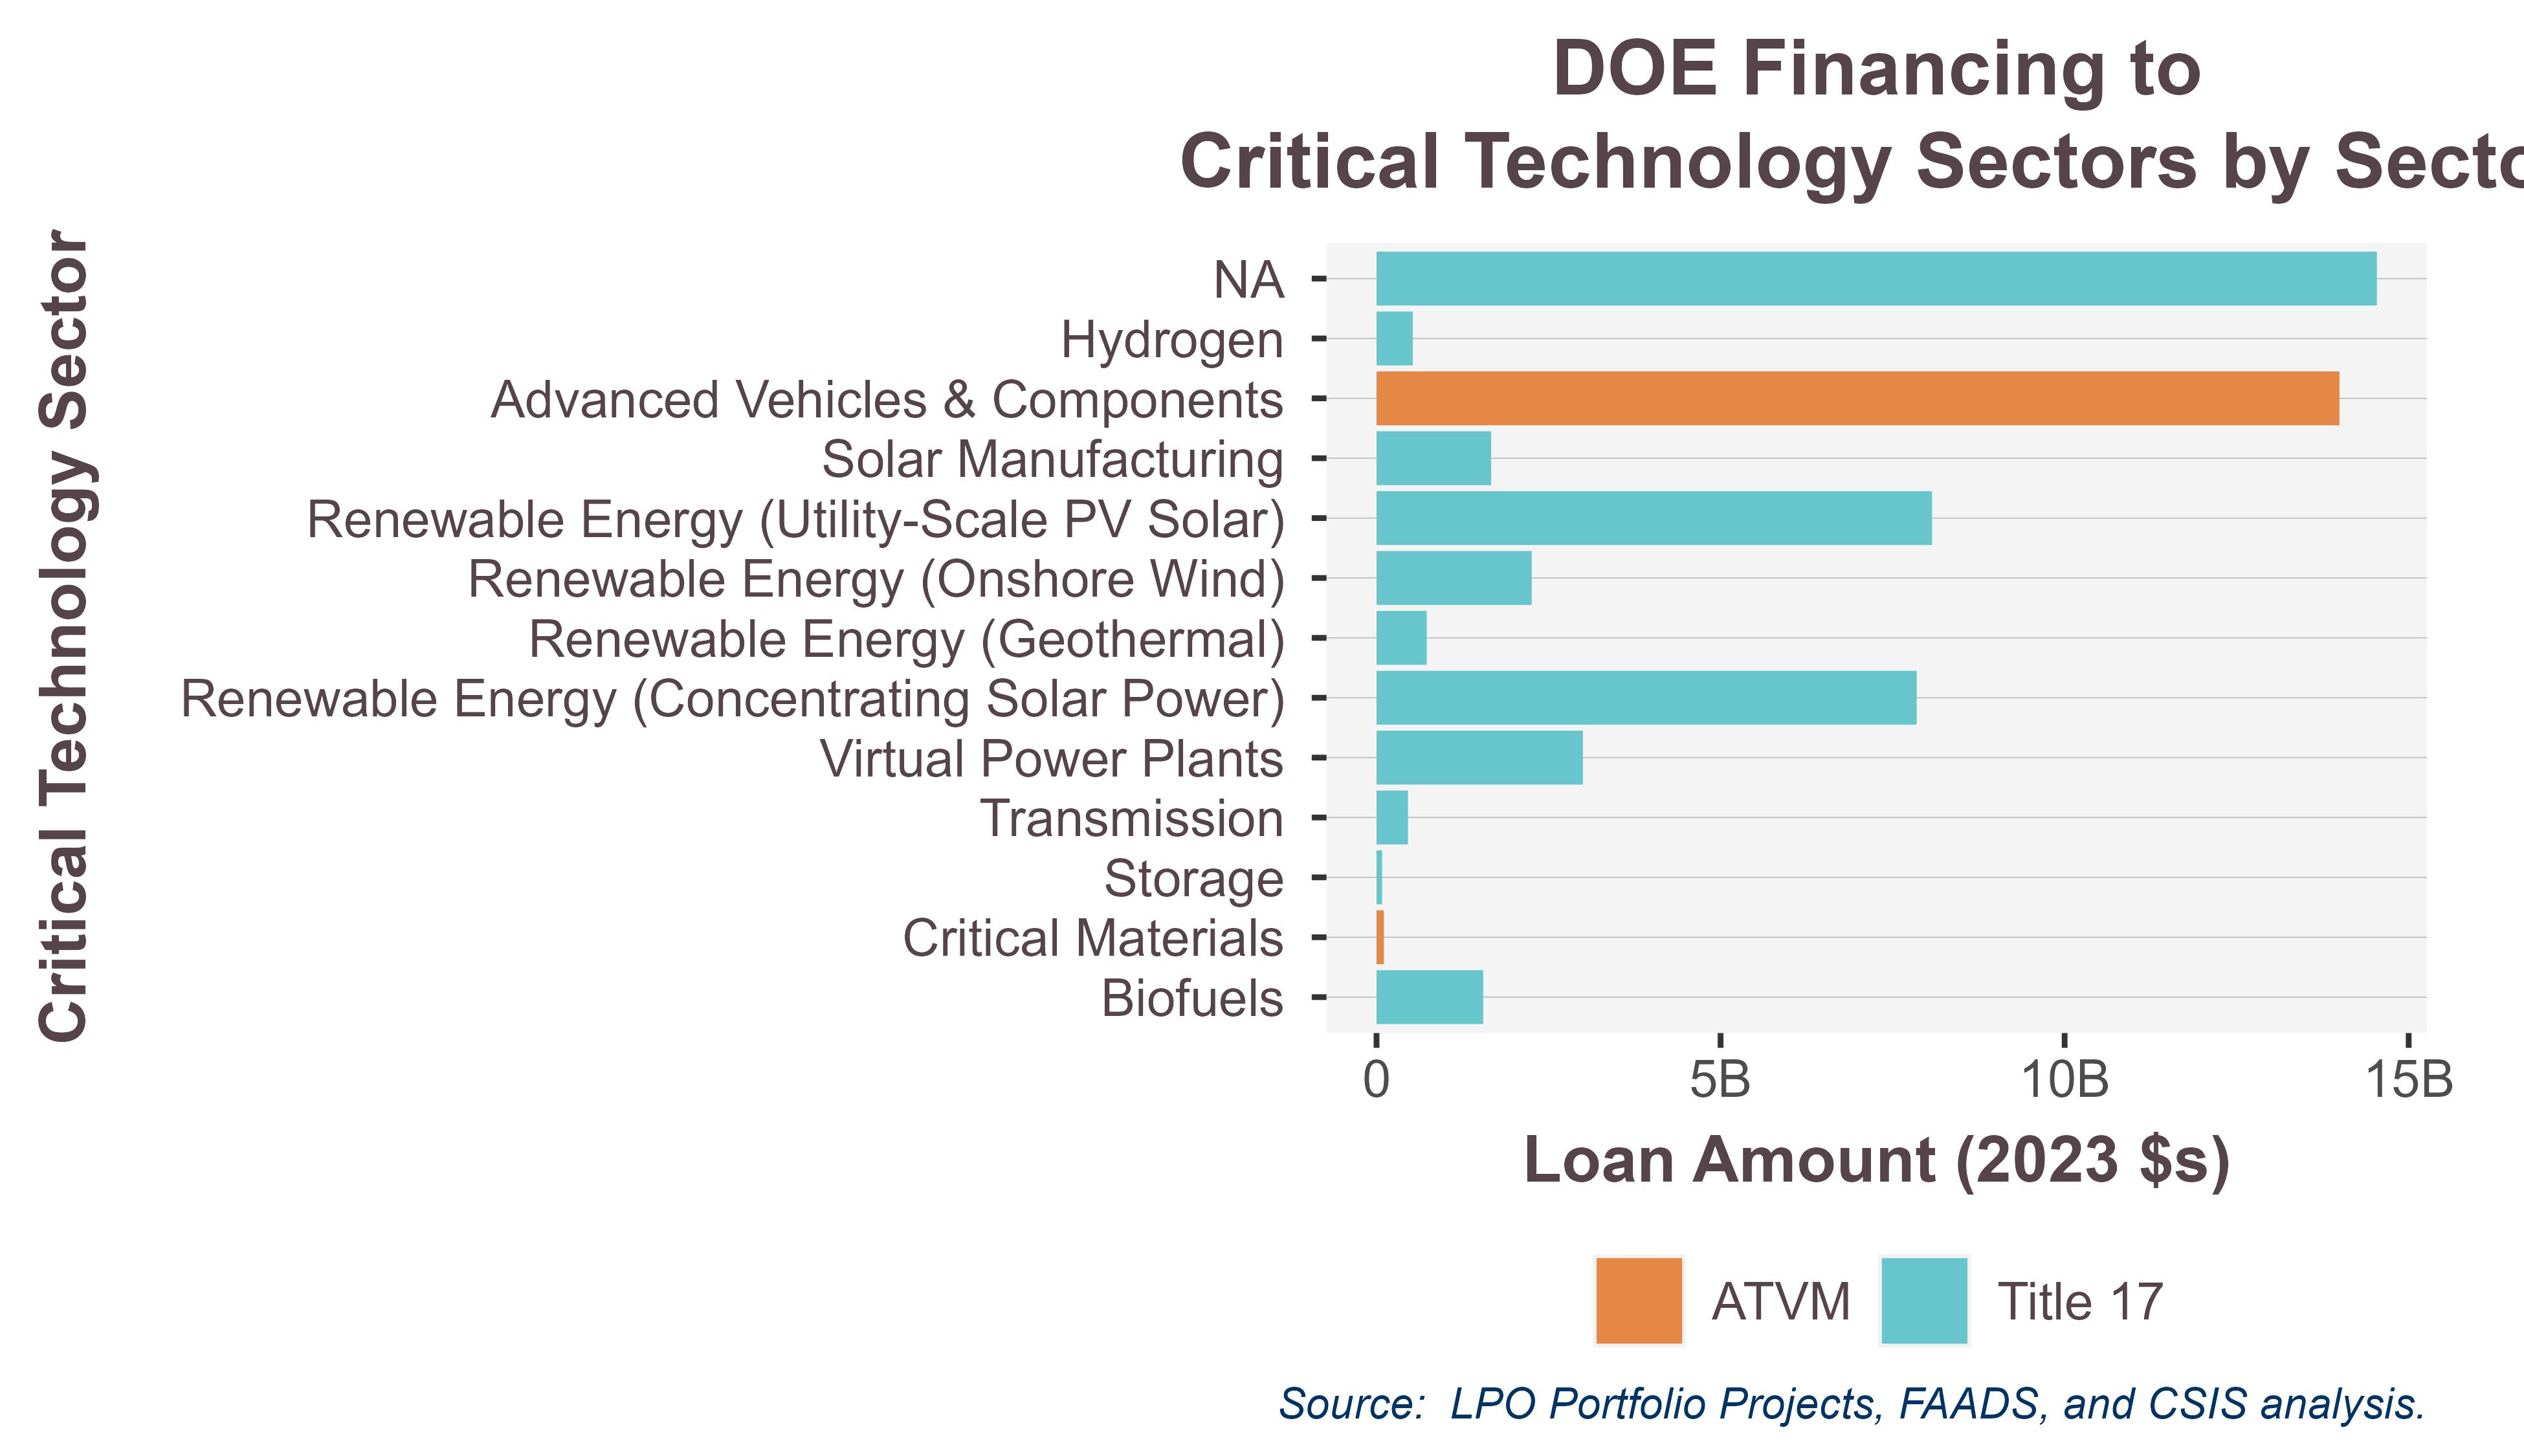 DOE Financing to
Critical Technology Sectors by
Critical Technology Sector
NA
Hydrogen
Advanced Vehicles & Components
Solar Manufacturing
Renewable Energy (Utility-Scale PV Solar)
Renewable Energy (Onshore Wind)
Renewable Energy (Geothermal)
Renewable Energy (Concentrating Solar Power)
Virtual Power Plants
Transmission
Storage
Critical Materials
Biofuels
0 5B 10B 15B
Loan Amount (2023 $s)
ATVM Title 17
Source: LPO Portfolio Projects, FAADS, and CSIS analysis.